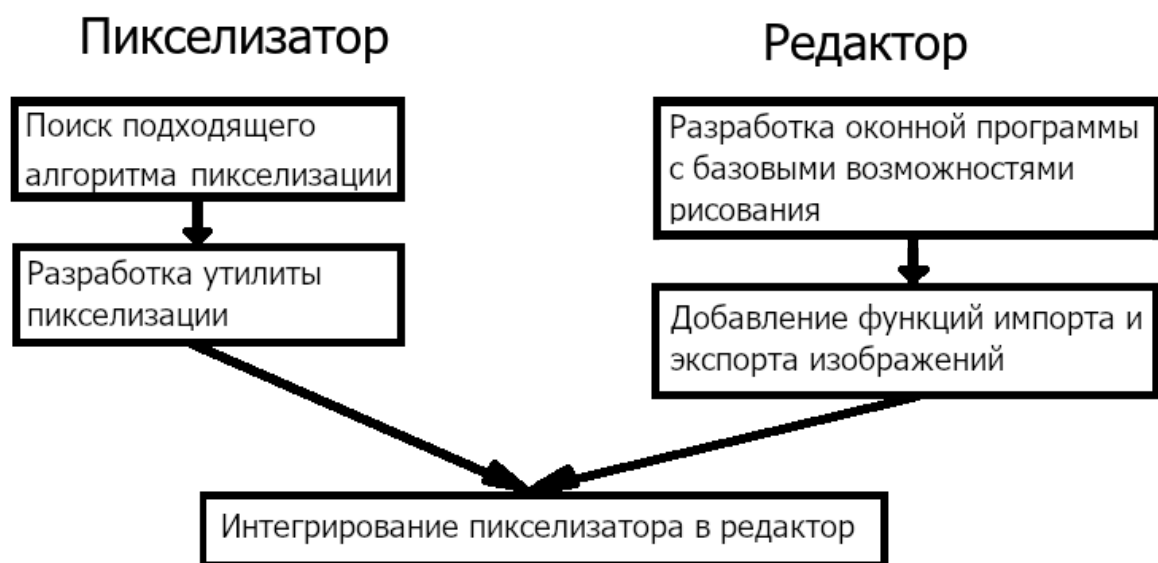 Пикселизатор
Поиск подходящего
алгоритма пикселизации
Разработка утилиты
пикселизации
Редактор
Разработка оконной программы
с базовыми возможностями
рисования
Добавление функций импорта и
экспорта изображений
Интегрирование пикселизатора в редактор